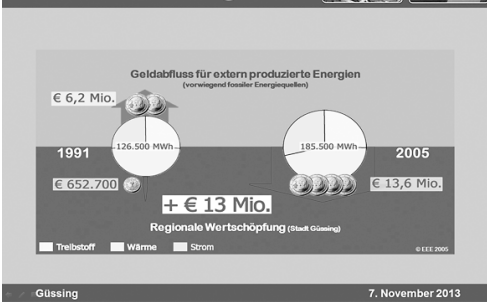 Geldabfluss für extern produzierte Energien
(vorwiegend fossiler Energiequellen)
€ 6,2 Mio.
126.500 MWh
185.500 MWh
1991
2005
€ 652.700
€ 13,6 Mio.
+ € 13 Mio.
Regionale Wertschöpfung (Stadt Güssing)
Treibstoff Wärme Strom
© EEE 2005
Güssing
7. November 2013